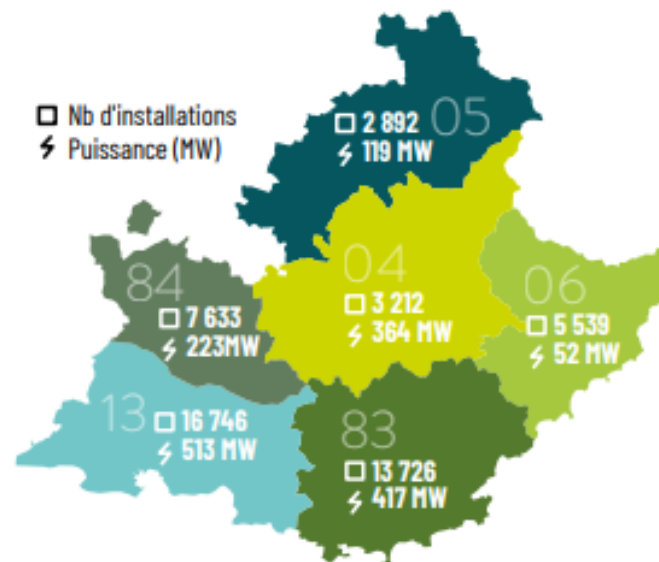 Nb d'installations
Puissance (MW)
05
2 892
119 MW
04
3 212
364 MW
06
5 539
52 MW
84
7 633
223MW
13
16 746
513 MW
83
13 726
417 MW